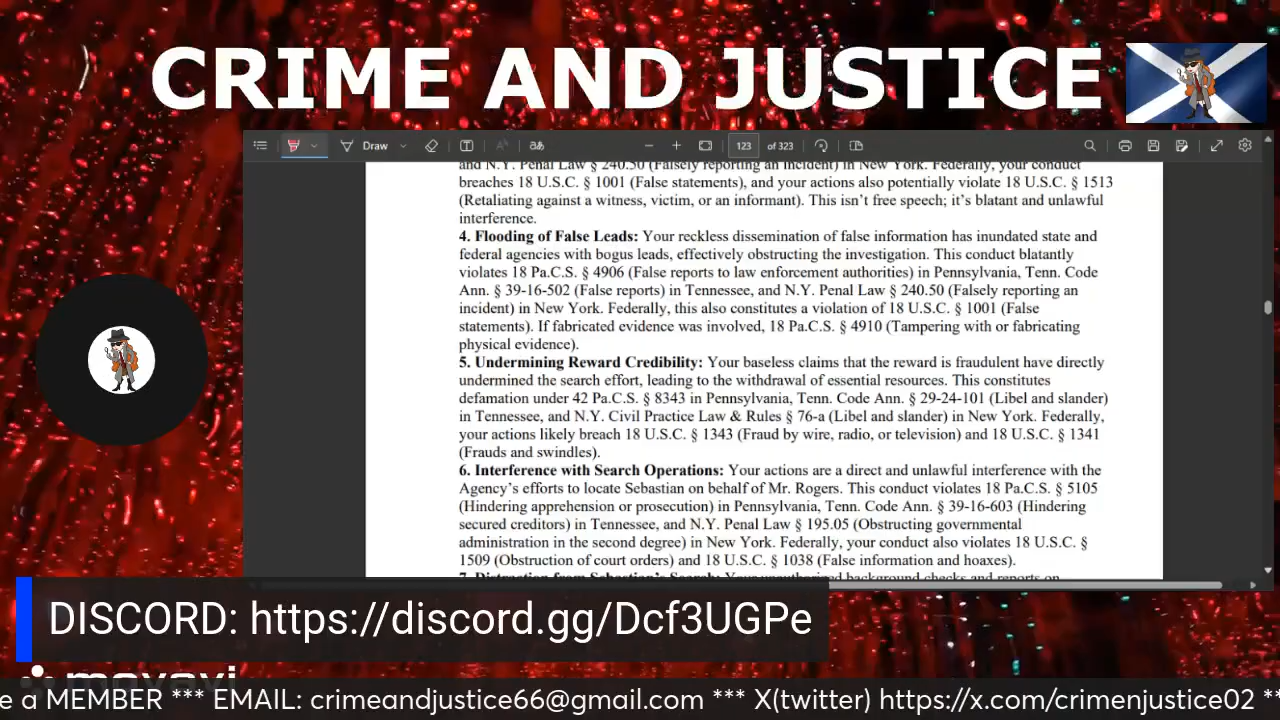 CRIME AND JUSTICE
Draw
123 of 323
and N.Y. Penal Law § 240.50 (Falsely reporting an incident) in New York. Federally, your conduct
breaches 18 U.S.C. § 1001 (False statements), and your actions also potentially violate 18 U.S.C. § 1513
(Retaliating against a witness, victim, or an informant). This isn’t free speech; it’s blatant and unlawful
interference.
4. Flooding of False Leads: Your reckless dissemination of false information has inundated state and
federal agencies with bogus leads, effectively obstructing the investigation. This conduct blatantly
violates 18 Pa.C.S. § 4906 (False reports to law enforcement authorities) in Pennsylvania, Tenn. Code
Ann. § 39-16-502 (False reports) in Tennessee, and N.Y. Penal Law § 240.50 (Falsely reporting an
incident) in New York. Federally, this also constitutes a violation of 18 U.S.C. § 1001 (False
statements). If fabricated evidence was involved, 18 Pa.C.S. § 4910 (Tampering with or fabricating
physical evidence).
5. Undermining Reward Credibility: Your baseless claims that the reward is fraudulent have directly
undermined the search effort, leading to the withdrawal of essential resources. This constitutes
defamation under 42 Pa.C.S. § 8343 in Pennsylvania, Tenn. Code Ann. § 29-24-101 (Libel and slander)
in Tennessee, and N.Y. Civil Practice Law & Rules § 76-a (Libel and slander) in New York. Federally,
your actions likely breach 18 U.S.C. § 1343 (Fraud by wire, radio, or television) and 18 U.S.C. § 1341
(Frauds and swindles).
6. Interference with Search Operations: Your actions are a direct and unlawful interference with the
Agency’s efforts to locate Sebastian on behalf of Mr. Rogers. This conduct violates 18 Pa.C.S. § 5105
(Hindering apprehension or prosecution) in Pennsylvania, Tenn. Code Ann. § 39-16-603 (Hindering
secured creditors) in Tennessee, and N.Y. Penal Law § 195.05 (Obstructing governmental
administration in the second degree) in New York. Federally, your conduct also violates 18 U.S.C. §
1509 (Obstruction of court orders) and 18 U.S.C. § 1038 (False information and hoaxes).
7. Distraction from Sebastian’s Search: Your unauthorized background checks and reports on
DISCORD: https://discord.gg/Dcf3UGPe
movavi
e a MEMBER *** EMAIL: crimeandjustice66@gmail.com *** X(twitter) https://x.com/crimenjustice02 **